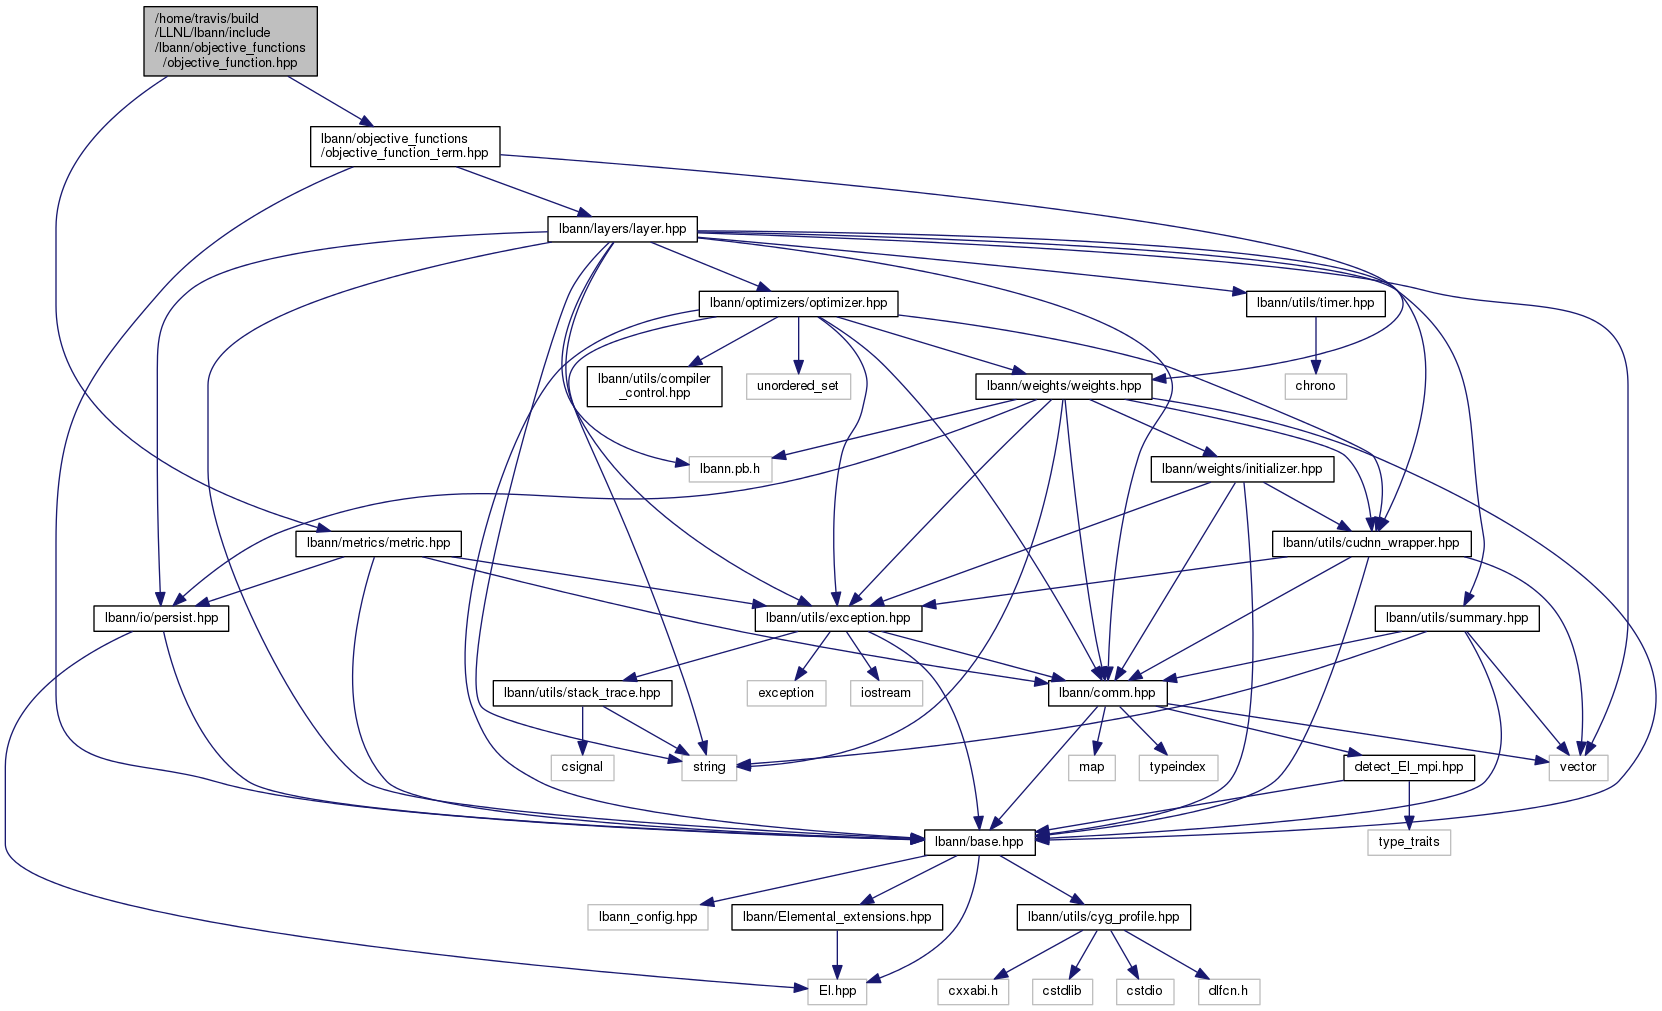 /home/travis/build
/LLNL/lbann/include
/lbann/objective_functions
/objective_function.hpp
lbann/objective_functions
/objective_function_term.hpp
lbann/layers/layer.hpp
lbann/optimizers/optimizer.hpp
lbann/utils/timer.hpp
lbann/utils/compiler
_control.hpp
unordered_set
lbann/weights/weights.hpp
chrono
lbann.pb.h
lbann/weights/initializer.hpp
lbann/metrics/metric.hpp
lbann/utils/cudnn_wrapper.hpp
lbann/io/persist.hpp
lbann/utils/exception.hpp
lbann/utils/summary.hpp
lbann/utils/stack_trace.hpp
exception
iostream
lbann/comm.hpp
csignal
string
map
typeindex
detect_El_mpi.hpp
vector
lbann/base.hpp
type_traits
lbann_config.hpp
lbann/Elemental_extensions.hpp
lbann/utils/cyg_profile.hpp
El.hpp
cxxabi.h
cstdlib
cstdio
dlfcn.h